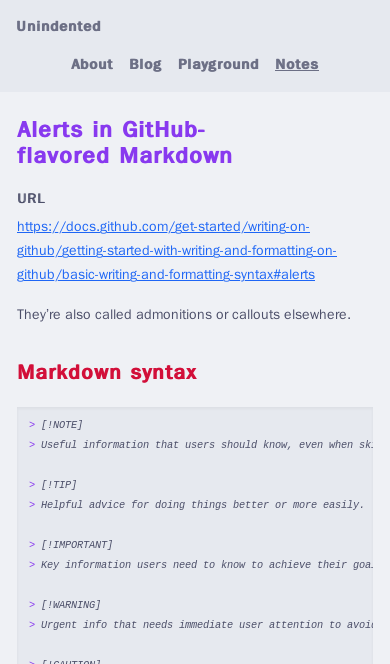 Unindented
About Blog Playground Notes
Alerts in GitHub-
flavored Markdown
URL
https://docs.github.com/get-started/writing-on-
github/getting-started-with-writing-and-formatting-on-
github/basic-writing-and-formatting-syntax#alerts
They're also called admonitions or callouts elsewhere.
Markdown syntax
> [!NOTE]
> Useful information that users should know, even when
> [!TIP]
> Helpful advice for doing things better or more easily.
> [!IMPORTANT]
> Key information users need to know to achieve their
> [!WARNING]
> Urgent info that needs immediate user attention to
> [!CAUTION]